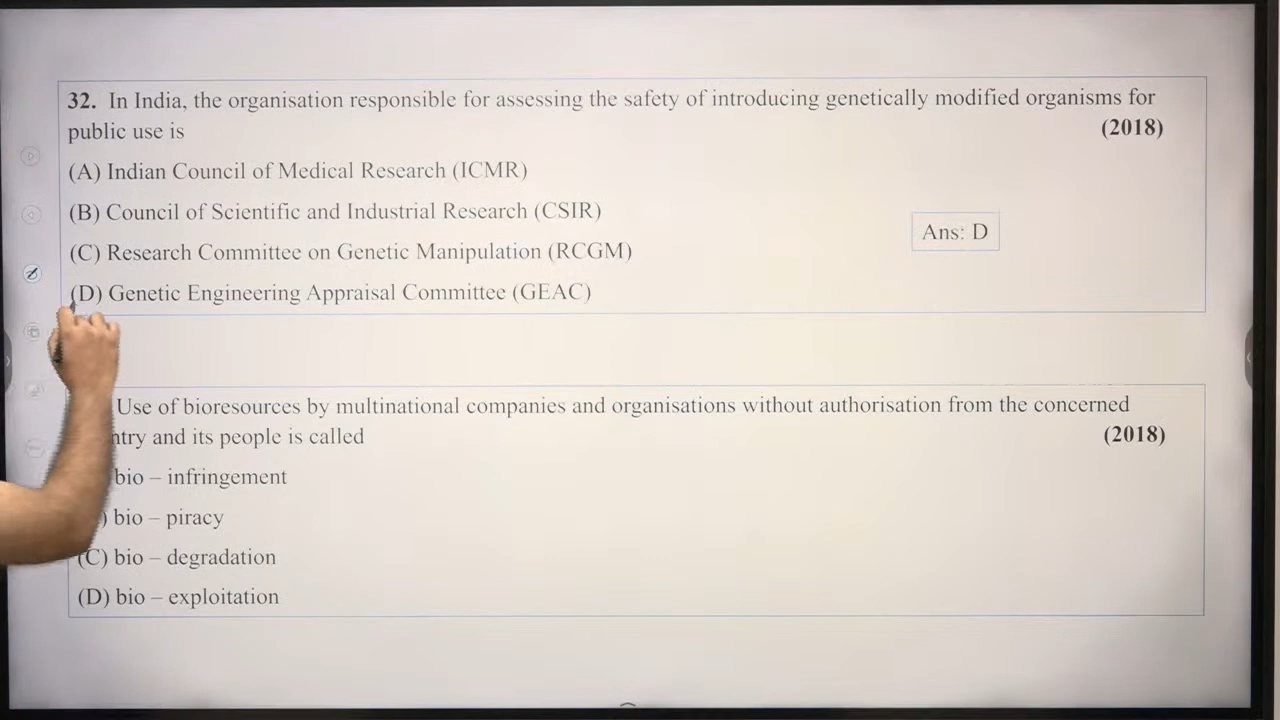 32. In India, the organisation responsible for assessing the safety of introducing genetically modified organisms for
public use is (2018)
(A) Indian Council of Medical Research (ICMR)
(B) Council of Scientific and Industrial Research (CSIR)
(C) Research Committee on Genetic Manipulation (RCGM)
(D) Genetic Engineering Appraisal Committee (GEAC)
Ans: D
Use of bioresources by multinational companies and organisations without authorisation from the concerned
ntry and its people is called (2018)
bio – infringement
) bio – piracy
(C) bio – degradation
(D) bio – exploitation